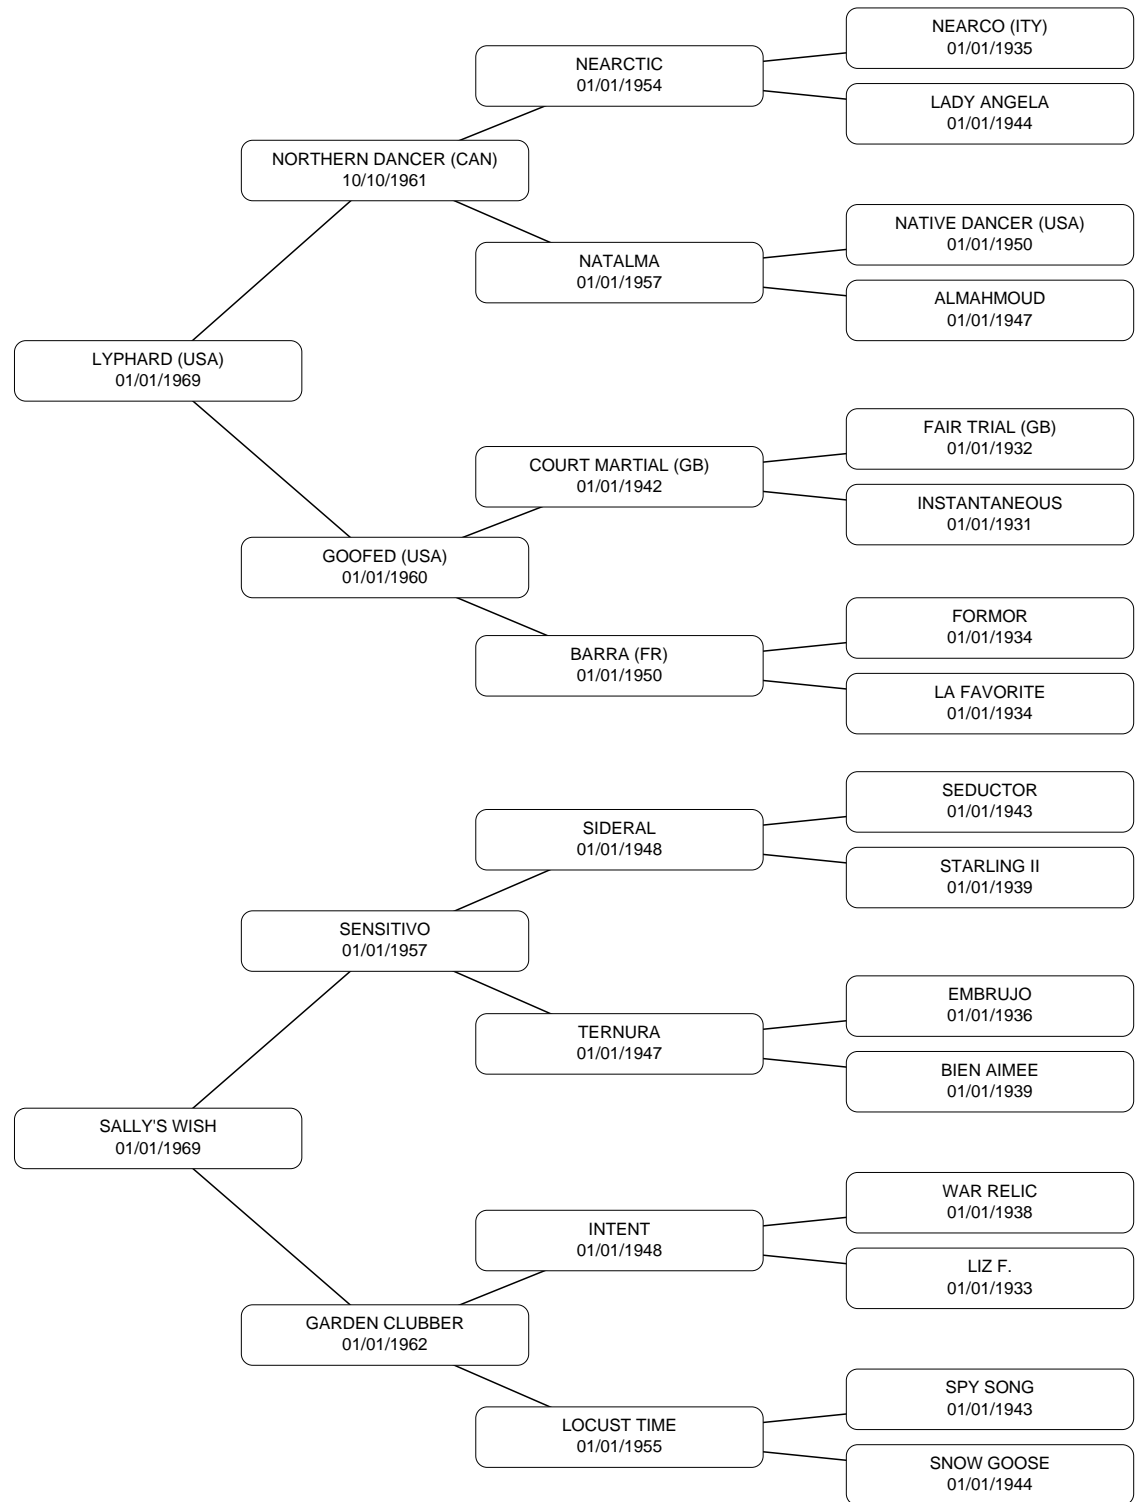 NEARCO (ITY)
01/01/1935
NEARCTIC
01/01/1954
LADY ANGELA
01/01/1944
NORTHERN DANCER (CAN)
10/10/1961
NATIVE DANCER (USA)
01/01/1950
NATALMA
01/01/1957
ALMAHMOUD
01/01/1947
LYPHARD (USA)
01/01/1969
FAIR TRIAL (GB)
01/01/1932
COURT MARTIAL (GB)
01/01/1942
INSTANTANEOUS
01/01/1931
GOOFED (USA)
01/01/1960
FORMOR
01/01/1934
BARRA (FR)
01/01/1950
LA FAVORITE
01/01/1934
SEDUCTOR
01/01/1943
SIDERAL
01/01/1948
STARLING II
01/01/1939
SENSITIVO
01/01/1957
EMBRUJO
01/01/1936
TERNURA
01/01/1947
BIEN AIMEE
01/01/1939
SALLY'S WISH
01/01/1969
WAR RELIC
01/01/1938
INTENT
01/01/1948
LIZ F.
01/01/1933
GARDEN CLUBBER
01/01/1962
SPY SONG
01/01/1943
LOCUST TIME
01/01/1955
SNOW GOOSE
01/01/1944